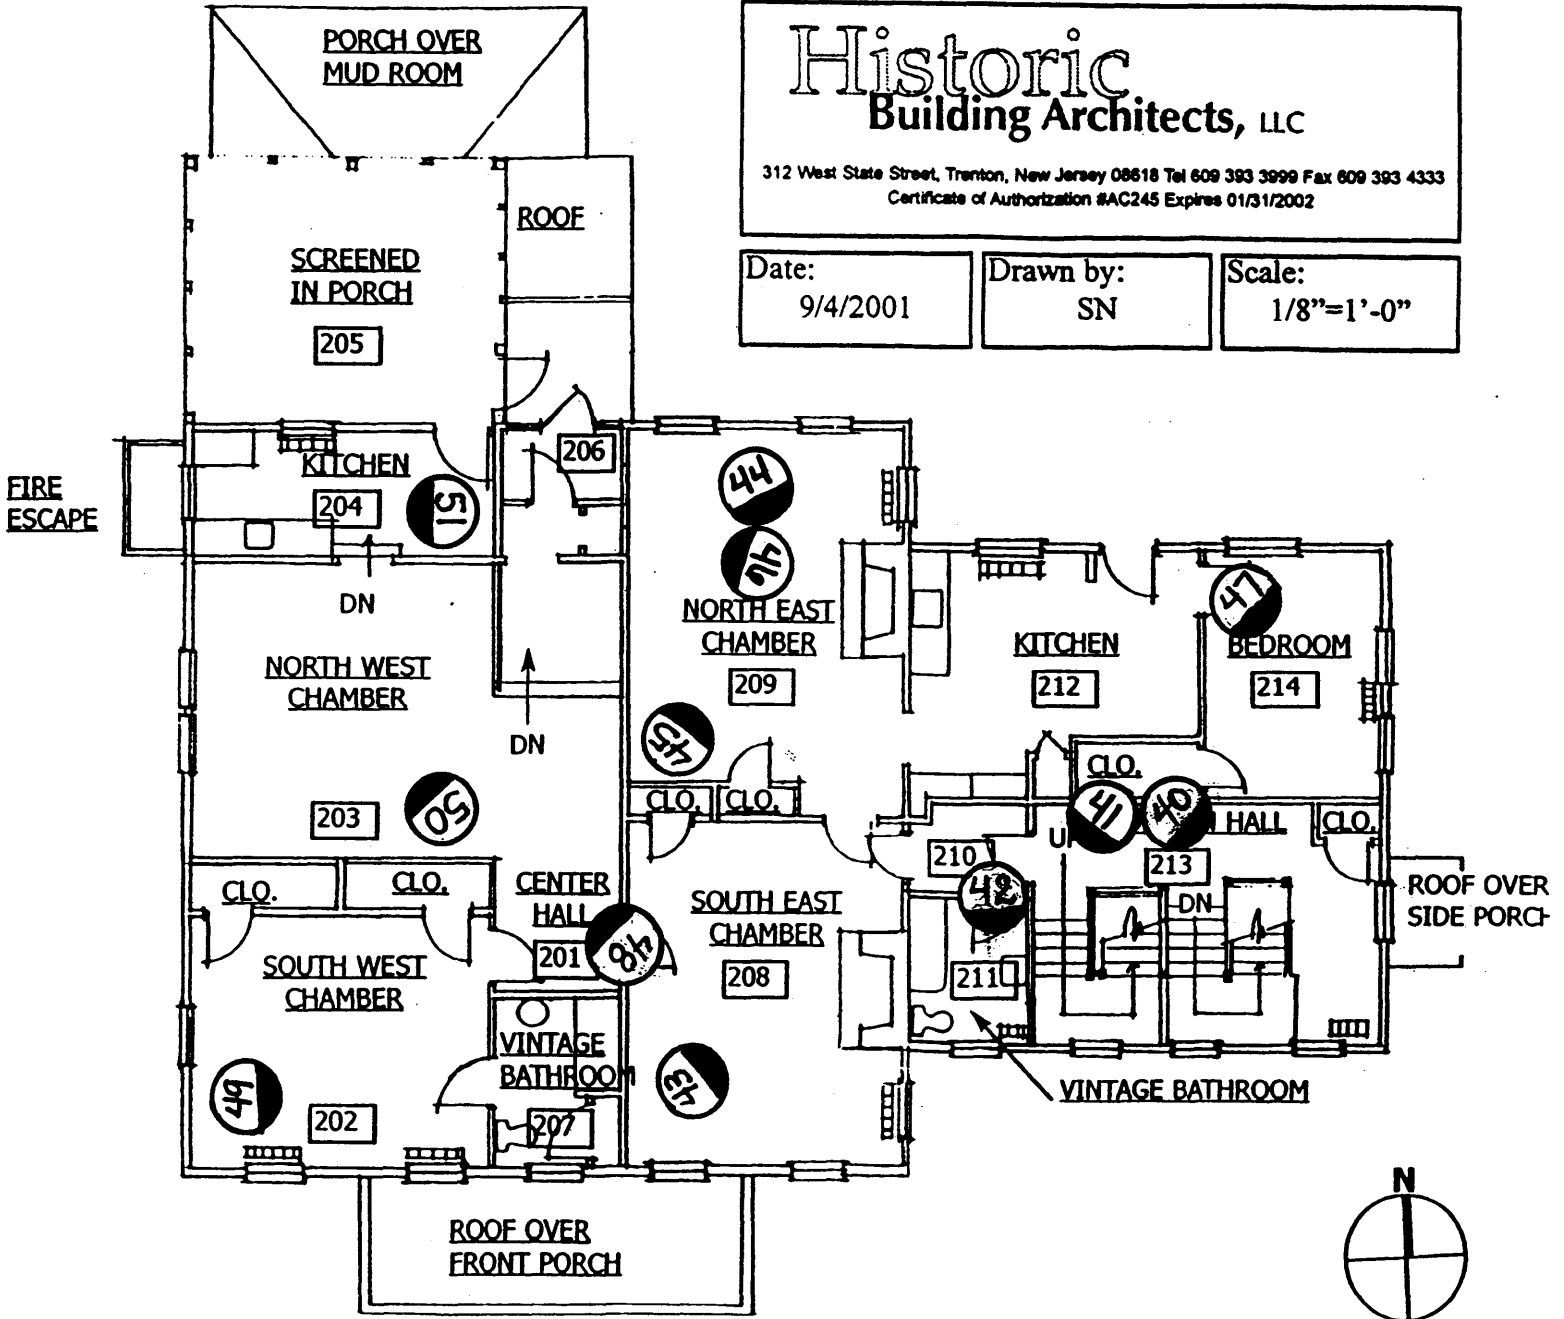 PORCH OVER
MUD ROOM
Historic
Building Architects, LLC
312 West State Street, Trenton, New Jersey 08618 Tel 609 393 3999 Fax 609 393 4333
Certificate of Authorization #AC245 Expires 01/31/2002
Date:
9/4/2001
Drawn by:
SN
Scale:
1/8"=1'-0"
ROOF
SCREENED
IN PORCH
205
206
KITCHEN
204
51
FIRE
ESCAPE
44
46
47
DN
NORTH EAST
CHAMBER
209
KITCHEN
212
BEDROOM
214
NORTH WEST
CHAMBER
203
DN
45
50
CLO.
CLO.
CLO.
41
40
HALL
CLO.
213
210
42
DN
211
ROOF OVER
SIDE PORCH
CLO.
CLO.
CENTER
HALL
201
48
SOUTH EAST
CHAMBER
208
SOUTH WEST
CHAMBER
202
49
VINTAGE
BATHROOM
207
43
VINTAGE BATHROOM
ROOF OVER
FRONT PORCH
N